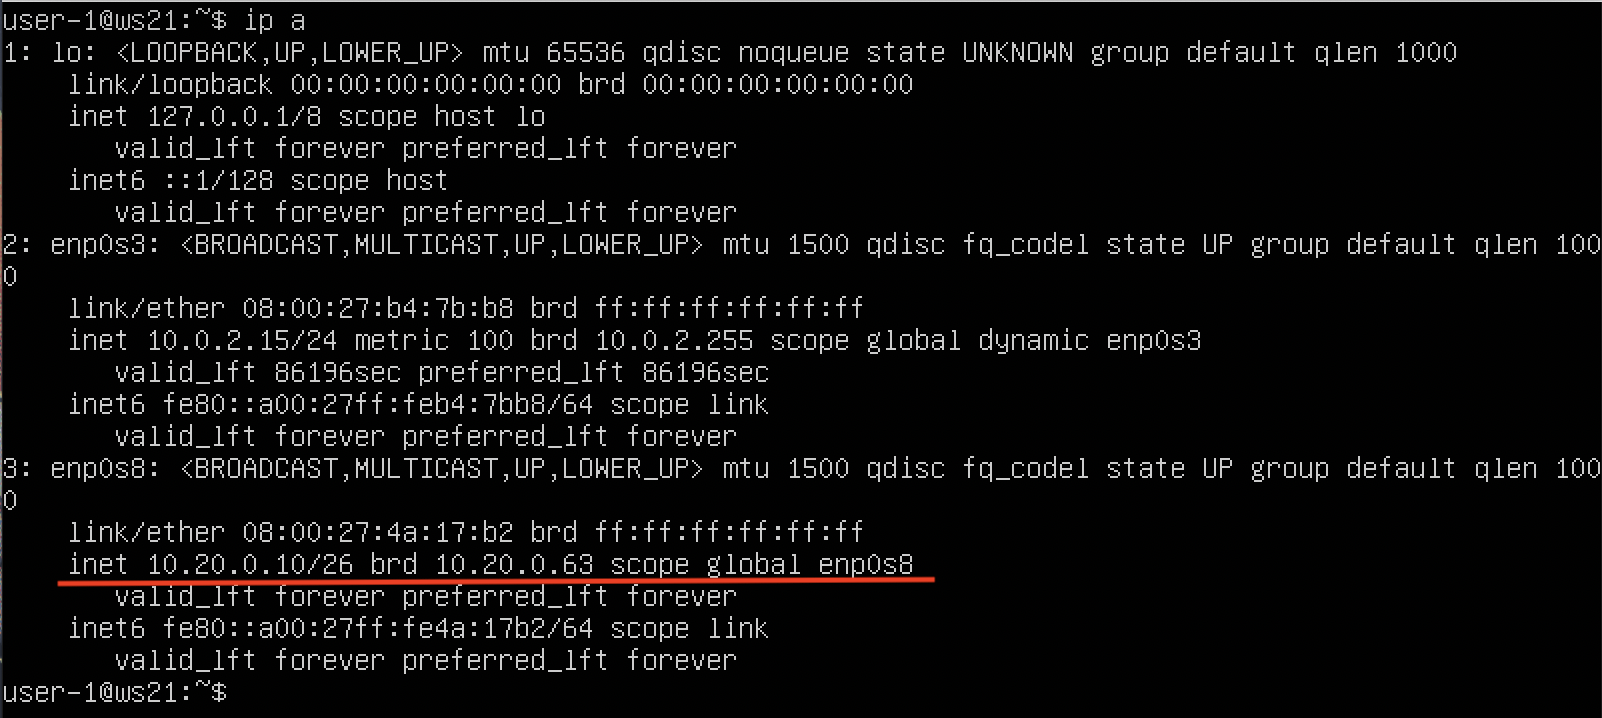 user-1@ws21:~$ ip a
1: lo: <LOOPBACK,UP,LOWER_UP> mtu 65536 qdisc noqueue state UNKNOWN group default qlen 1000
    link/loopback 00:00:00:00:00:00 brd 00:00:00:00:00:00
    inet 127.0.0.1/8 scope host lo
       valid_lft forever preferred_lft forever
    inet6 ::1/128 scope host
       valid_lft forever preferred_lft forever
2: enp0s3: <BROADCAST,MULTICAST,UP,LOWER_UP> mtu 1500 qdisc fq_codel state UP group default qlen 100
0
    link/ether 08:00:27:b4:7b:b8 brd ff:ff:ff:ff:ff:ff
    inet 10.0.2.15/24 metric 100 brd 10.0.2.255 scope global dynamic enp0s3
       valid_lft 86196sec preferred_lft 86196sec
    inet6 fe80::a00:27ff:feb4:7bb8/64 scope link
       valid_lft forever preferred_lft forever
3: enp0s8: <BROADCAST,MULTICAST,UP,LOWER_UP> mtu 1500 qdisc fq_codel state UP group default qlen 100
0
    link/ether 08:00:27:4a:17:b2 brd ff:ff:ff:ff:ff:ff
    inet 10.20.0.10/26 brd 10.20.0.63 scope global enp0s8
       valid_lft forever preferred_lft forever
    inet6 fe80::a00:27ff:fe4a:17b2/64 scope link
       valid_lft forever preferred_lft forever
user-1@ws21:~$